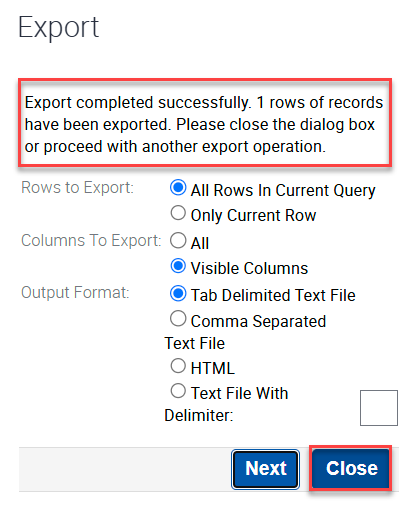 Export
Export completed successfully. 1 rows of records
have been exported. Please close the dialog box
or proceed with another export operation.
Rows to Export: All Rows In Current Query
Only Current Row
Columns To Export: All
Visible Columns
Output Format: Tab Delimited Text File
Comma Separated
Text File
HTML
Text File With
Delimiter:
Next Close